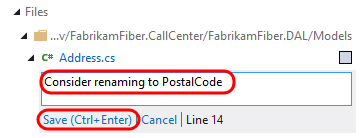 Files
...v/FabrikamFiber.CallCenter/FabrikamFiber.DAL/Models
C# Address.cs
Consider renaming to PostalCode
Save (Ctrl+Enter) | Cancel | Line 14